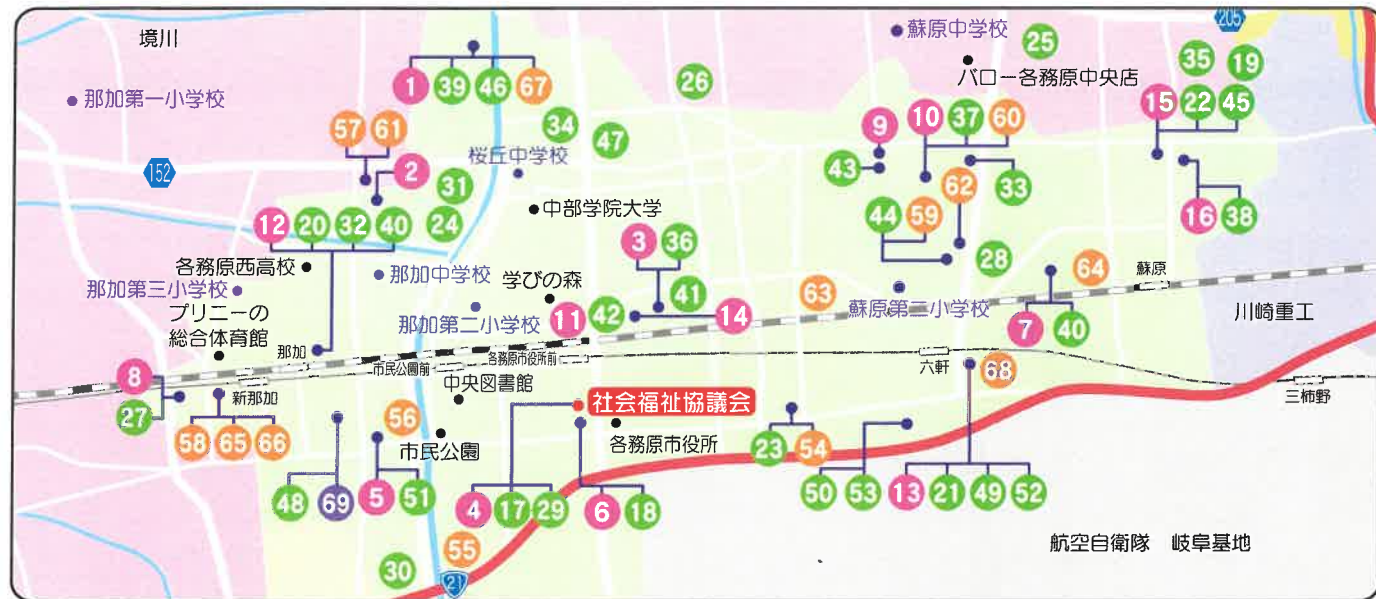 境川
蘇原中学校
205
25
バロー各務原中央店
35
19
1
39
46
67
26
那加第一小学校
15
22
45
57
61
34
47
9
10
37
60
桜丘中学校
152
2
31
43
62
33
中部学院大学
12
20
32
40
24
3
36
44
59
16
38
各務原西高校
那加中学校
学びの森
28
64
蘇原
那加第三小学校
41
63
蘇原第二小学校
プリニーの
総合体育館
那加第二小学校
11
42
14
7
40
川崎重工
那加
市民公園前
各務原市役所前
六軒
8
新那加
中央図書館
68
三柿野
27
社会福祉協議会
58
65
66
56
市民公園
各務原市役所
23
54
48
69
5
51
4
17
29
6
18
50
53
13
21
49
52
55
航空自衛隊 岐阜基地
30
21